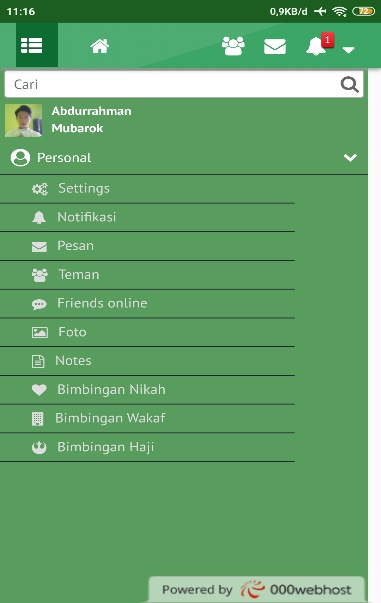 11:16
0,9KB/d
72
1
Cari
Abdurrahman
Mubarok
Personal
Settings
Notifikasi
Pesan
Teman
Friends online
Foto
Notes
Bimbingan Nikah
Bimbingan Wakaf
Bimbingan Haji
Powered by 000webhost